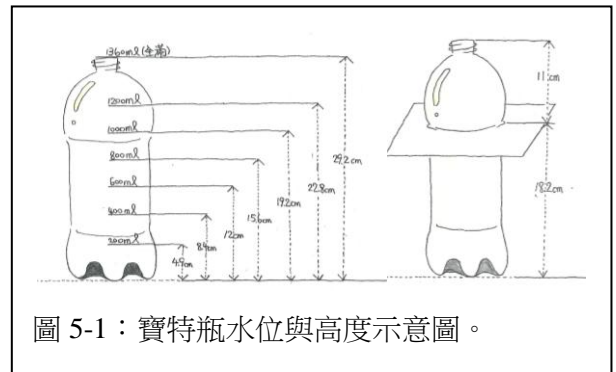 1360ml(全滿)
1200ml
1000ml
800ml
600ml
400ml
200ml
4.9cm
8.4cm
12cm
15.6cm
19.2cm
22.8cm
29.2cm
11cm
18.2cm
圖 5-1：寶特瓶水位與高度示意圖。